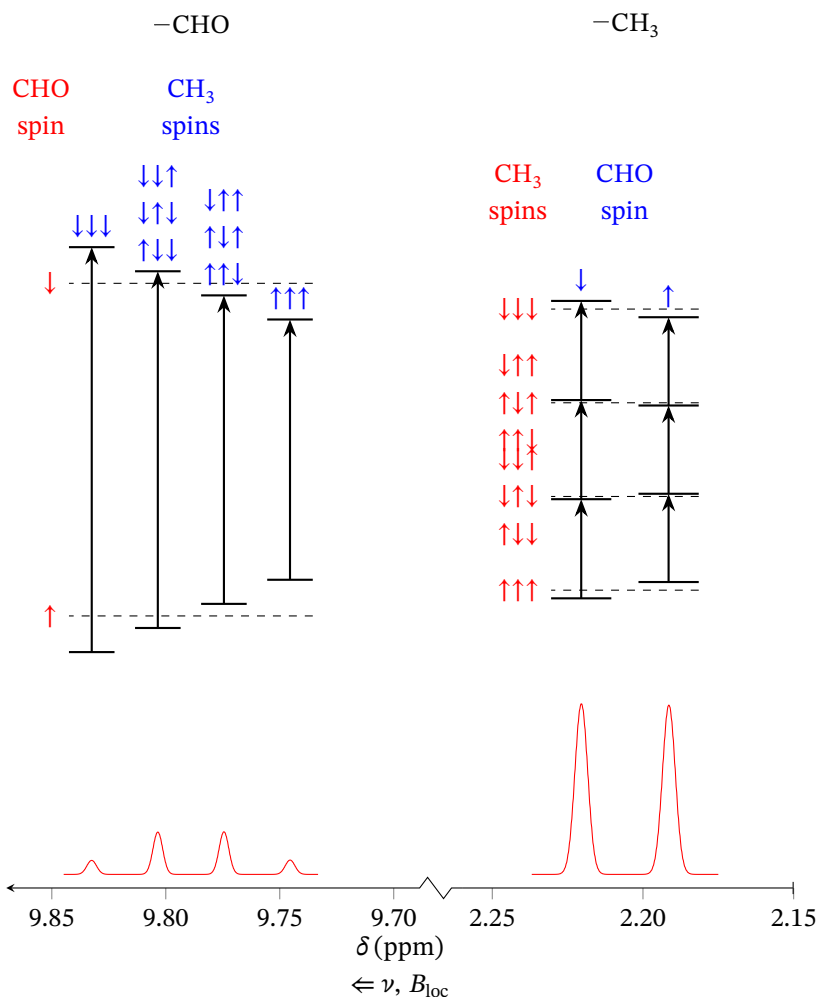 −CHO
−CH₃
CHO
spin
CH₃
spins
CH₃
spins
CHO
spin
↓↓↑
↓↑↓
↑↓↓
↓↑↑
↑↓↑
↑↑↓
↓↓↓
↑↑↑
↓
↑
↓
↑
↓↓↓
↓↑↑
↑↓↑
↑↑↓
↓↓↑
↓↑↓
↑↓↓
↑↑↑
9.85 9.80 9.75 9.70 2.25 2.20 2.15
δ (ppm)
⇐ ν, B_loc